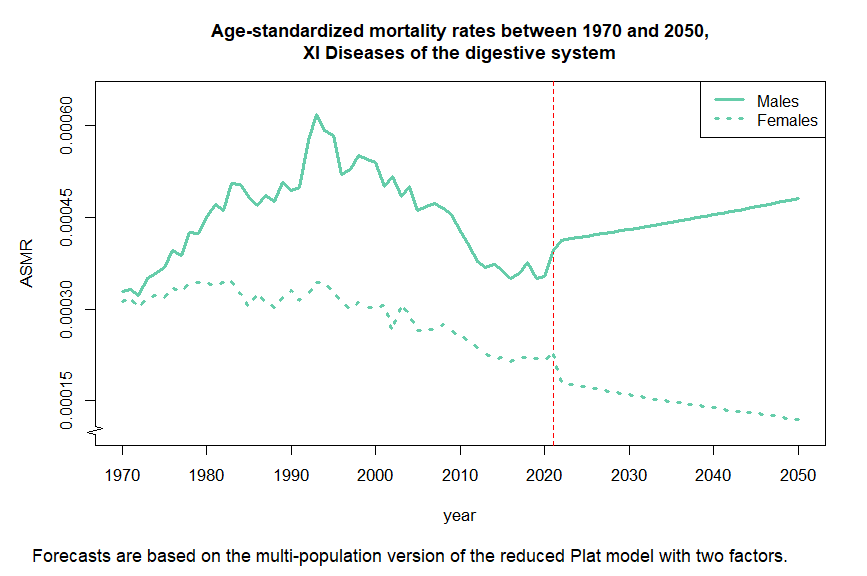 Age-standardized mortality rates between 1970 and 2050,
XI Diseases of the digestive system
Males
Females
0.00060
0.00045
0.00030
0.00015
ASMR
1970 1980 1990 2000 2010 2020 2030 2040 2050
year
Forecasts are based on the multi-population version of the reduced Plat model with two factors.